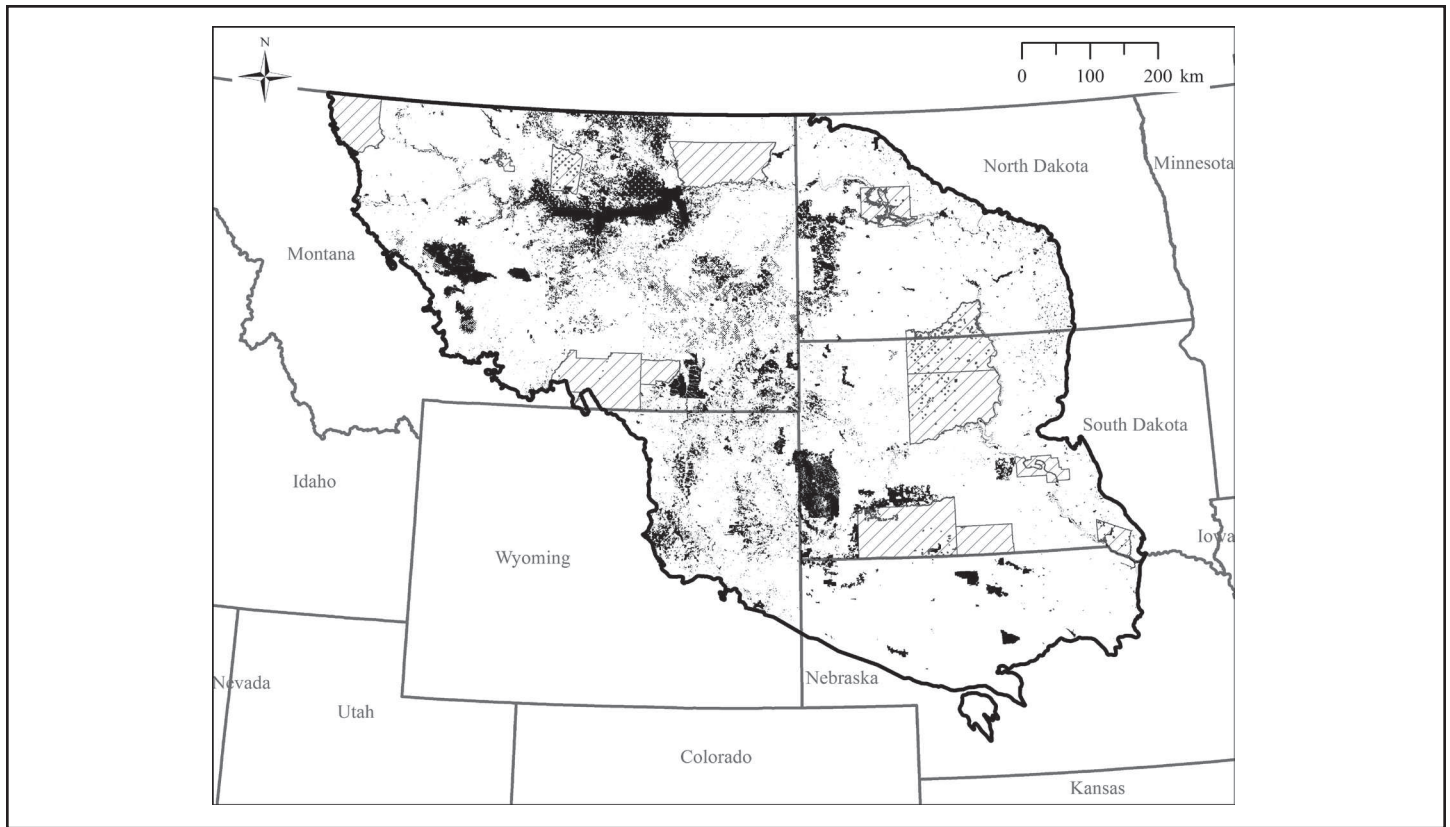 N
0 100 200 km
North Dakota
Minnesota
Montana
South Dakota
Idaho
Iowa
Wyoming
Nevada
Nebraska
Utah
Colorado
Kansas